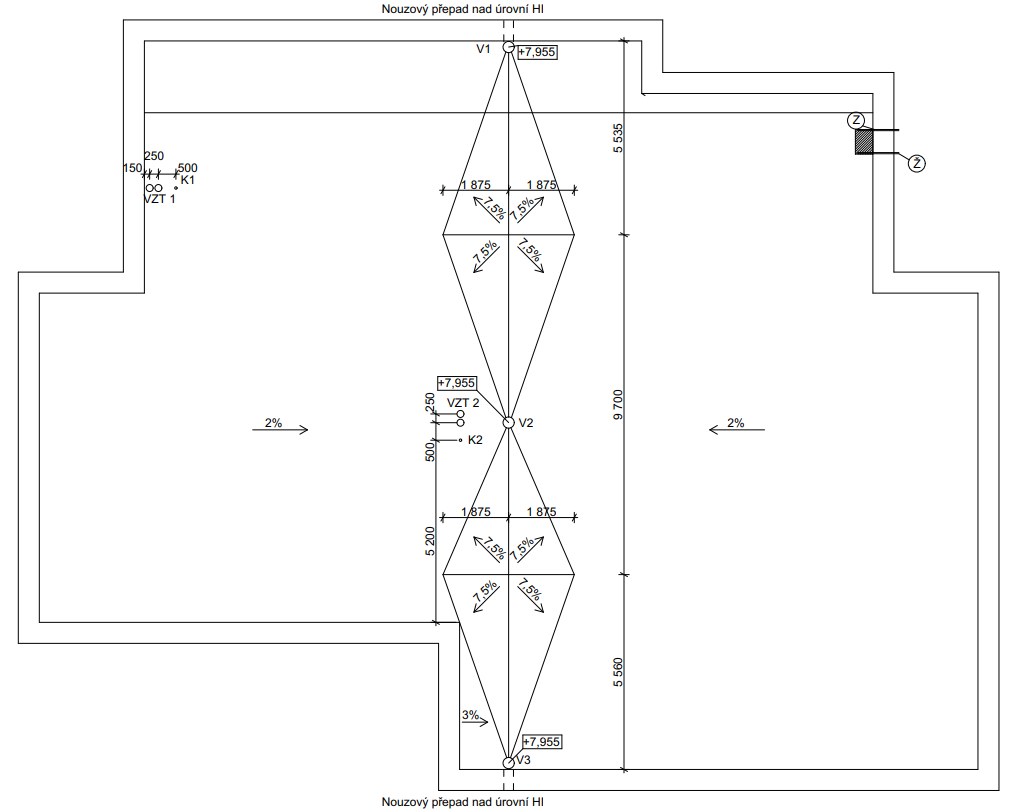 Nouzový přepad nad úrovní HI
V1
+7,955
Z
5 535
250
150
500
K1
VZT 1
Ž
1 875
1 875
7,5%
7,5%
7,5%
7,5%
+7,955
250
VZT 2
9 700
2%
V2
2%
K2
500
1 875
1 875
5 200
7,5%
7,5%
7,5%
7,5%
5 560
3%
+7,955
V3
Nouzový přepad nad úrovní HI